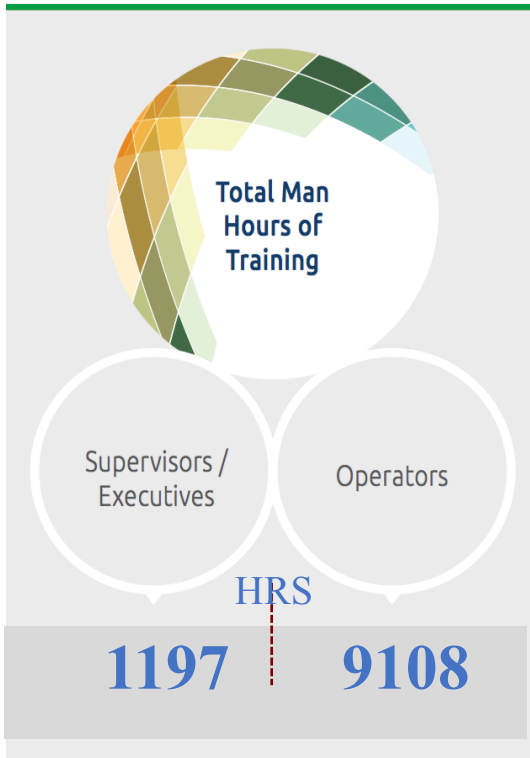 Total Man
Hours of
Training
Supervisors /
Executives
Operators
HRS
1197
9108